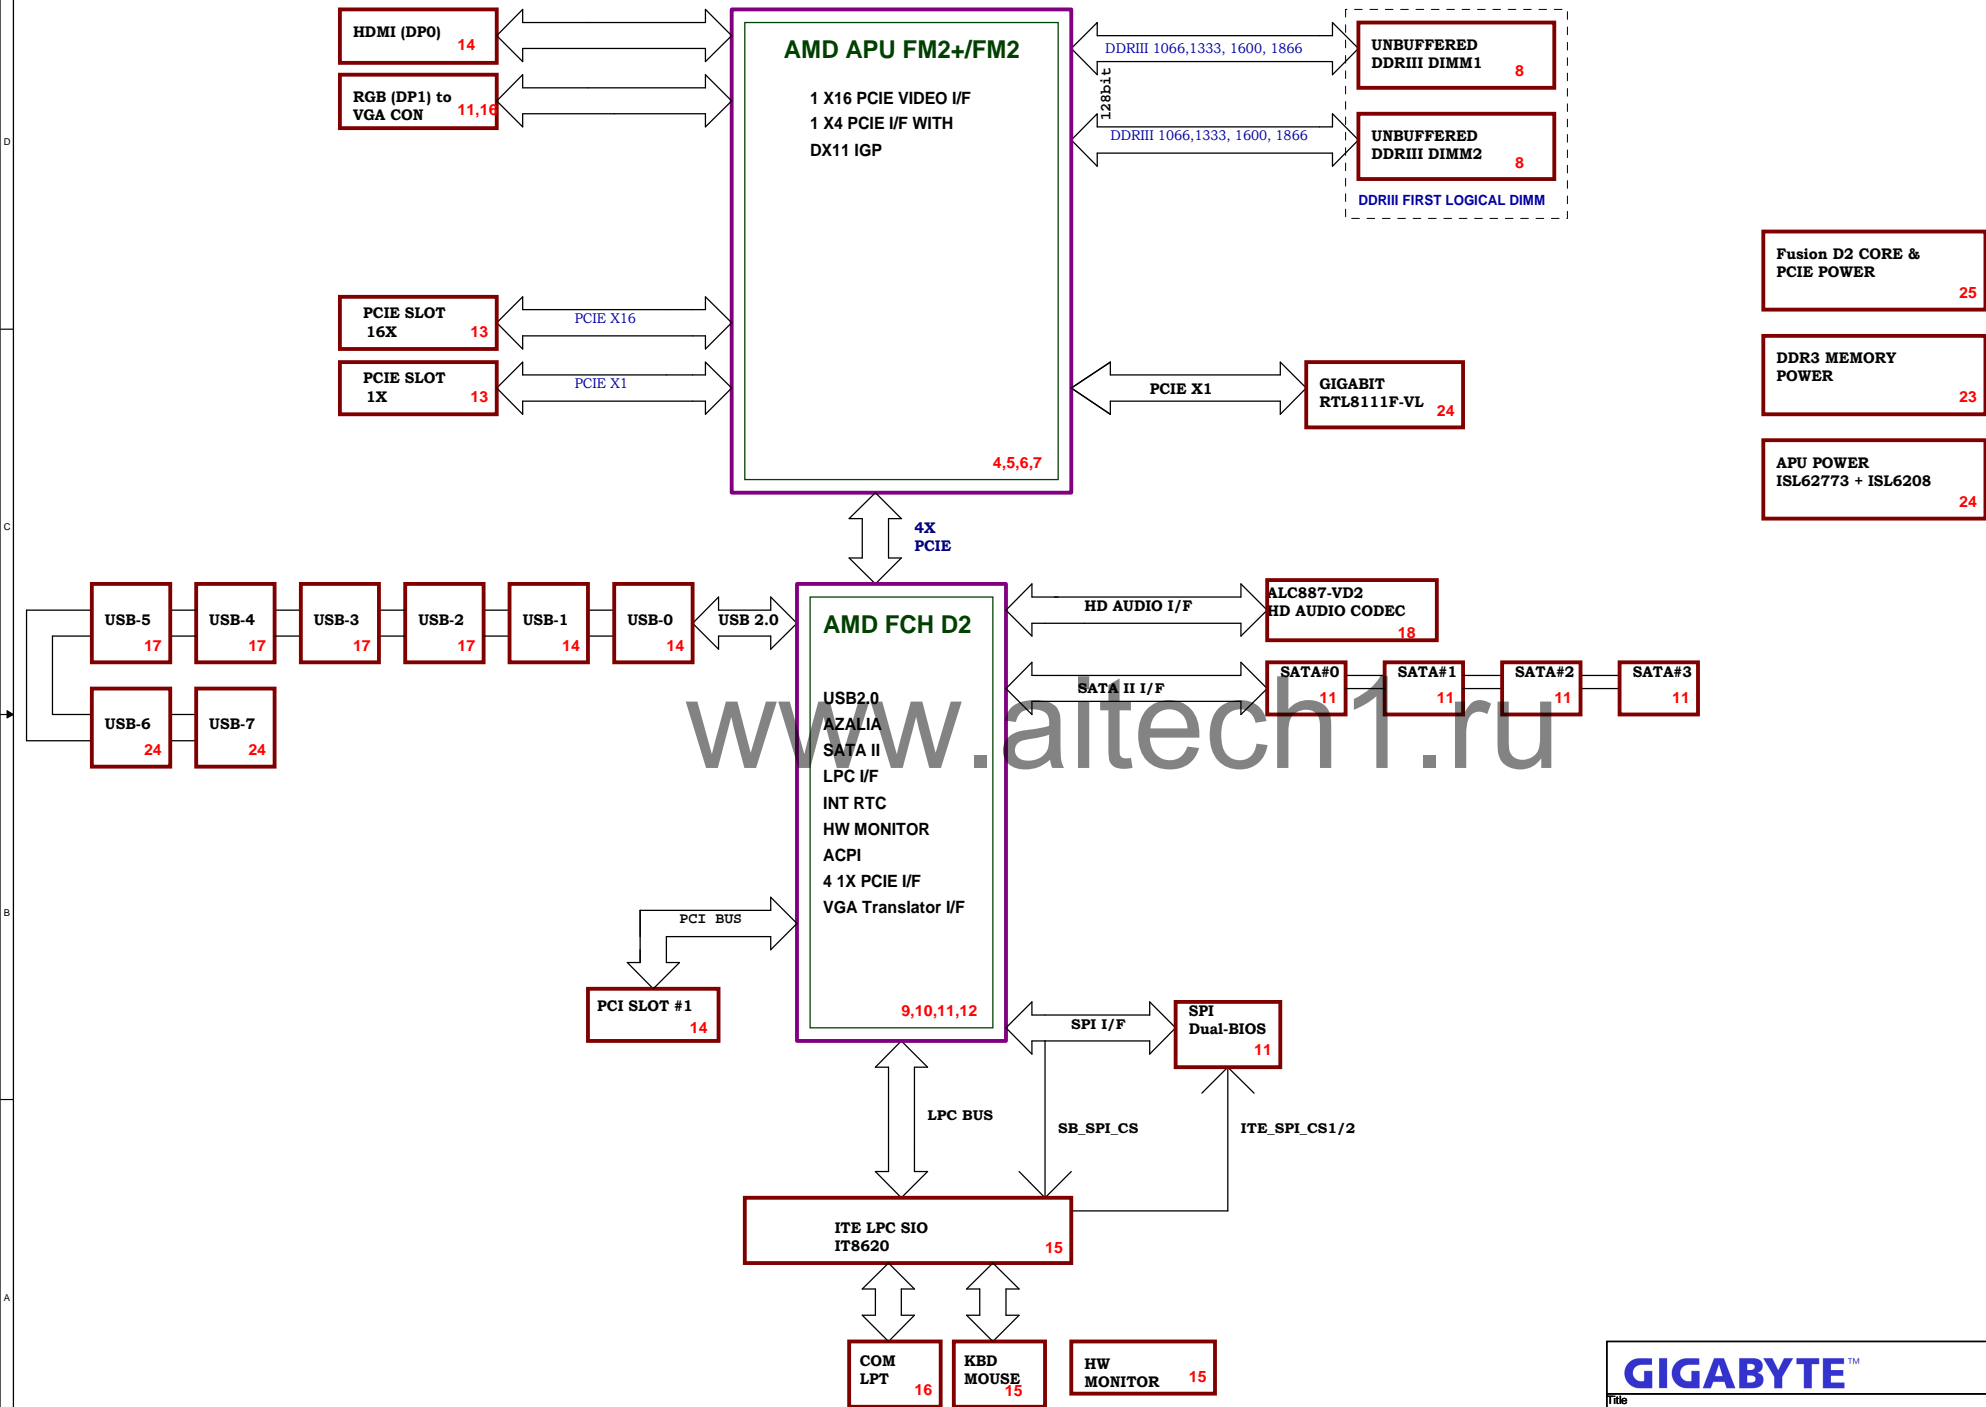 HDMI (DP0)
14
RGB (DP1) to
VGA CON
11,16
AMD APU FM2+/FM2
1 X16 PCIE VIDEO I/F
1 X4 PCIE I/F WITH
DX11 IGP
4,5,6,7
DDRIII 1066,1333, 1600, 1866
128bit
DDRIII 1066,1333, 1600, 1866
UNBUFFERED
DDRIII DIMM1
8
UNBUFFERED
DDRIII DIMM2
8
DDRIII FIRST LOGICAL DIMM
D
Fusion D2 CORE &
PCIE POWER
25
DDR3 MEMORY
POWER
23
APU POWER
ISL62773 + ISL6208
24
PCIE SLOT
16X
13
PCIE X16
PCIE SLOT
1X
13
PCIE X1
PCIE X1
GIGABIT
RTL8111F-VL
24
C
4X
PCIE
USB-5
17
USB-4
17
USB-3
17
USB-2
17
USB-1
14
USB-0
14
USB 2.0
USB-6
24
USB-7
24
AMD FCH D2
USB2.0
AZALIA
SATA II
LPC I/F
INT RTC
HW MONITOR
ACPI
4 1X PCIE I/F
VGA Translator I/F
9,10,11,12
HD AUDIO I/F
ALC887-VD2
HD AUDIO CODEC
18
SATA II I/F
SATA#0
11
SATA#1
11
SATA#2
11
SATA#3
11
www.aitech1.ru
B
PCI BUS
PCI SLOT #1
14
SPI I/F
SPI
Dual-BIOS
11
LPC BUS
SB_SPI_CS
ITE_SPI_CS1/2
ITE LPC SIO
IT8620
15
A
COM
LPT
16
KBD
MOUSE
15
HW
MONITOR
15
GIGABYTE™
Title